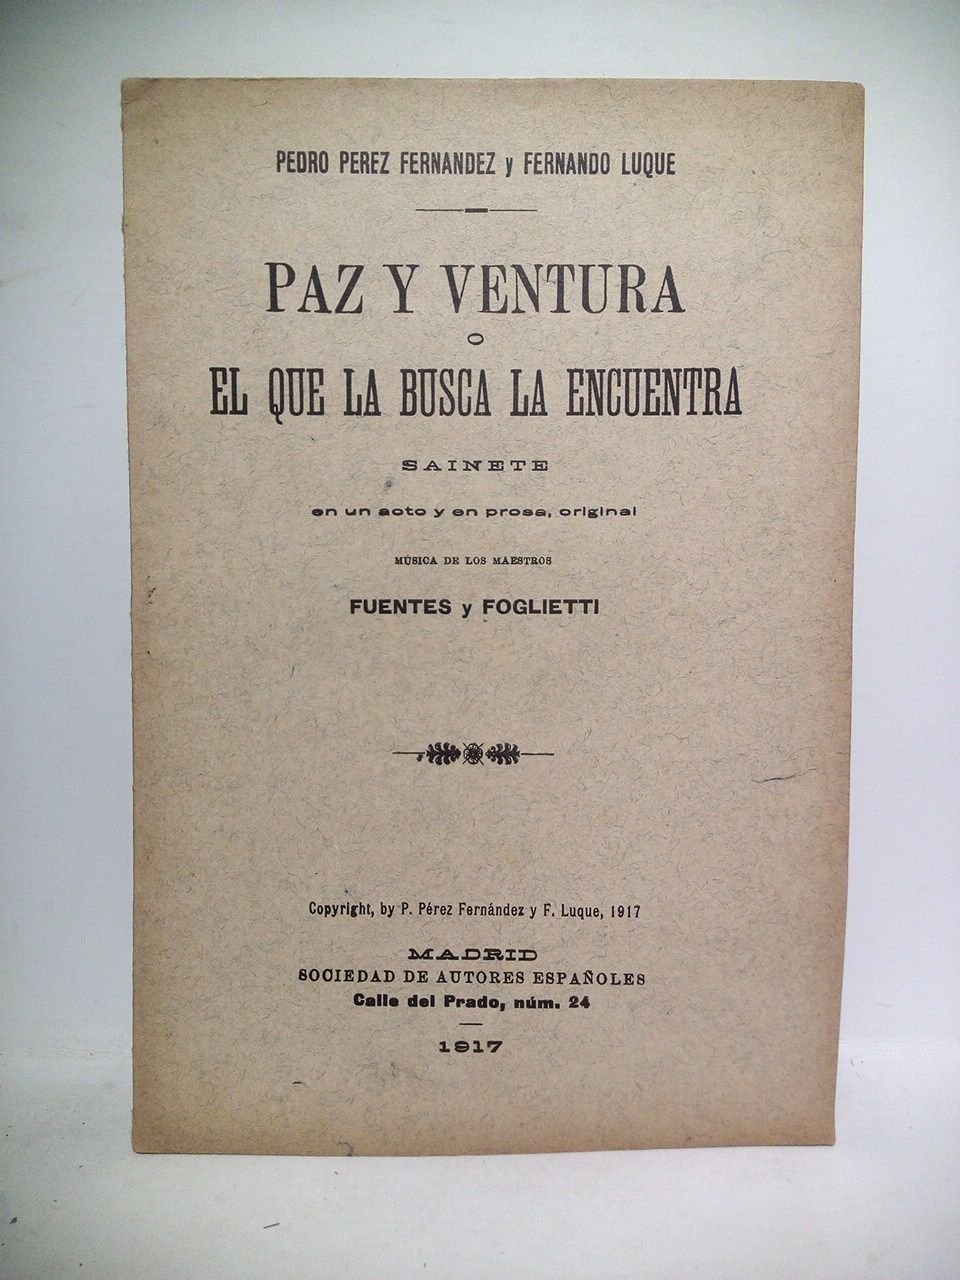 PEDRO PEREZ FERNANDEZ y FERNANDO LUQUE
PAZ Y VENTURA
O
EL QUE LA BUSCA LA ENCUENTRA
SAINETE
en un acto y en prosa, original
MÚSICA DE LOS MAESTROS
FUENTES y FOGLIETTI
Copyright, by P. Pérez Fernández y F. Luque, 1917
MADRID
SOCIEDAD DE AUTORES ESPAÑOLES
Calle del Prado, núm. 24
1917